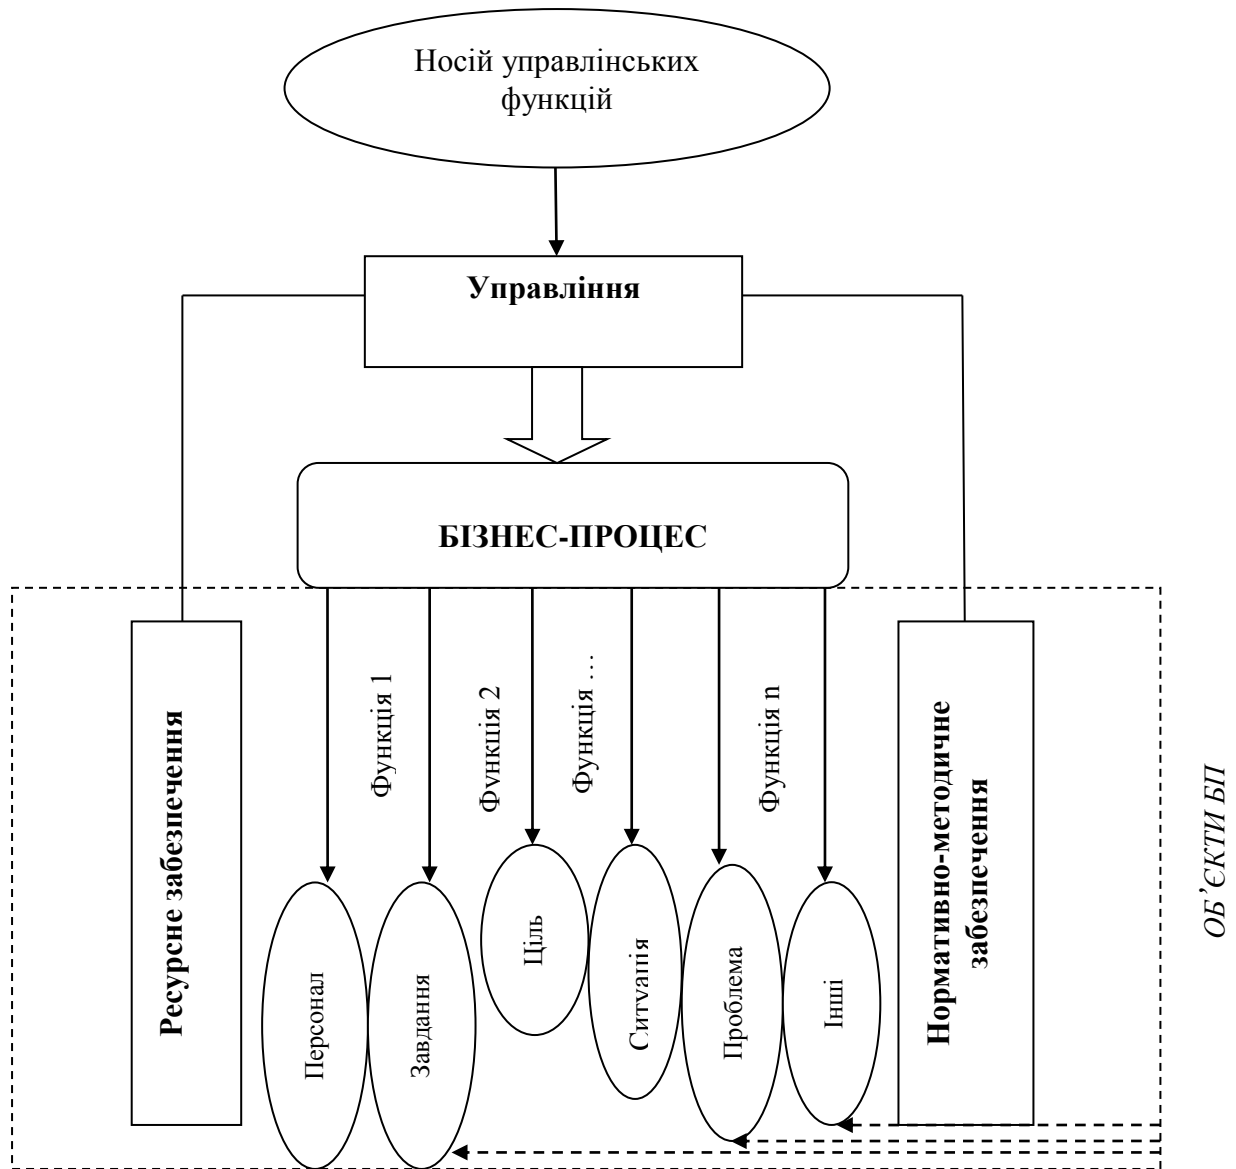 Носій управлінських
функцій
Управління
БІЗНЕС-ПРОЦЕС
Ресурсне забезпечення
Функція 1
Функція 2
Функція …
Функція n
Нормативно-методичне
забезпечення
Персонал
Завдання
Ціль
Ситуація
Проблема
Інші
ОБ’ЄКТИ БП